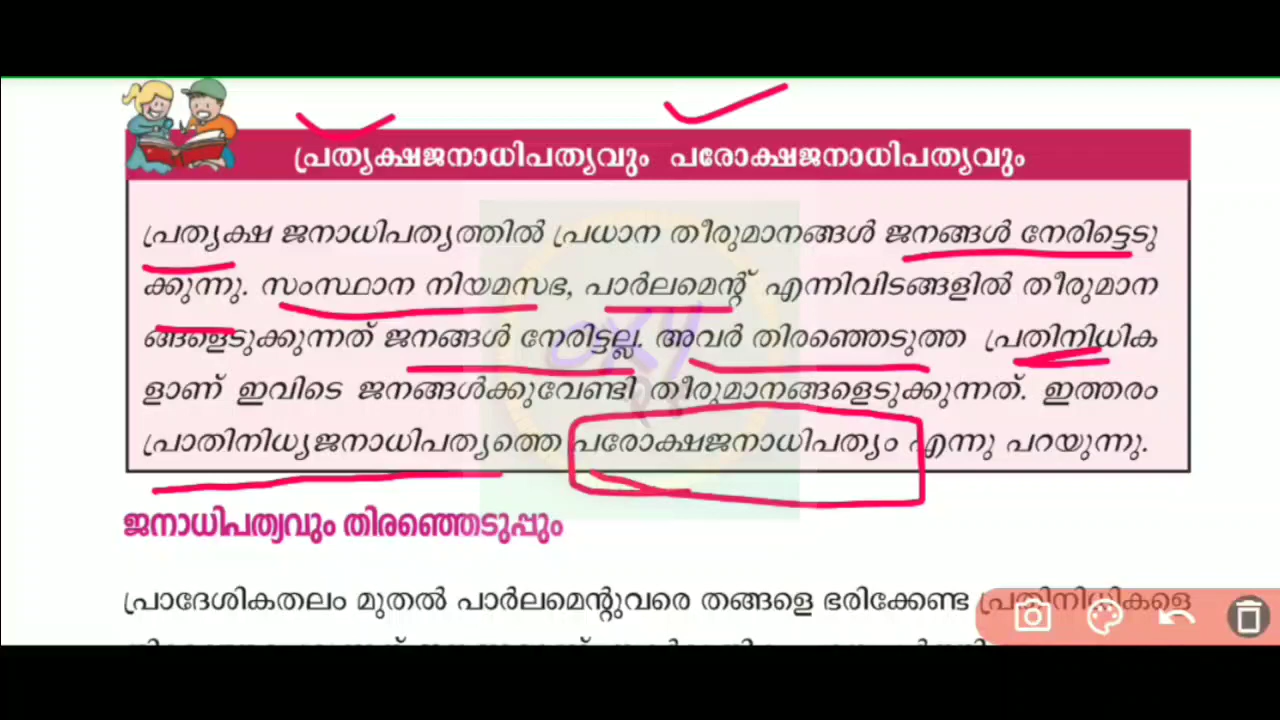 പ്രത്യക്ഷജനാധിപത്യവും പരോക്ഷജനാധിപത്യവും
പ്രത്യക്ഷ ജനാധിപത്യത്തിൽ പ്രധാന തീരുമാനങ്ങൾ ജനങ്ങൾ നേരിട്ടെടു
ക്കുന്നു. സംസ്ഥാന നിയമസഭ, പാർലമെന്റ് എന്നിവിടങ്ങളിൽ തീരുമാന
ങ്ങളെടുക്കുന്നത് ജനങ്ങൾ നേരിട്ടല്ല. അവർ തിരഞ്ഞെടുത്ത പ്രതിനിധിക
ളാണ് ഇവിടെ ജനങ്ങൾക്കുവേണ്ടി തീരുമാനങ്ങളെടുക്കുന്നത്. ഇത്തരം
പ്രാതിനിധ്യജനാധിപത്യത്തെ പരോക്ഷജനാധിപത്യം എന്നു പറയുന്നു.
ജനാധിപത്യവും തിരഞ്ഞെടുപ്പും
പ്രാദേശികതലം മുതൽ പാർലമെന്റുവരെ തങ്ങളെ ഭരിക്കേണ്ട പ്രതിനിധികളെ